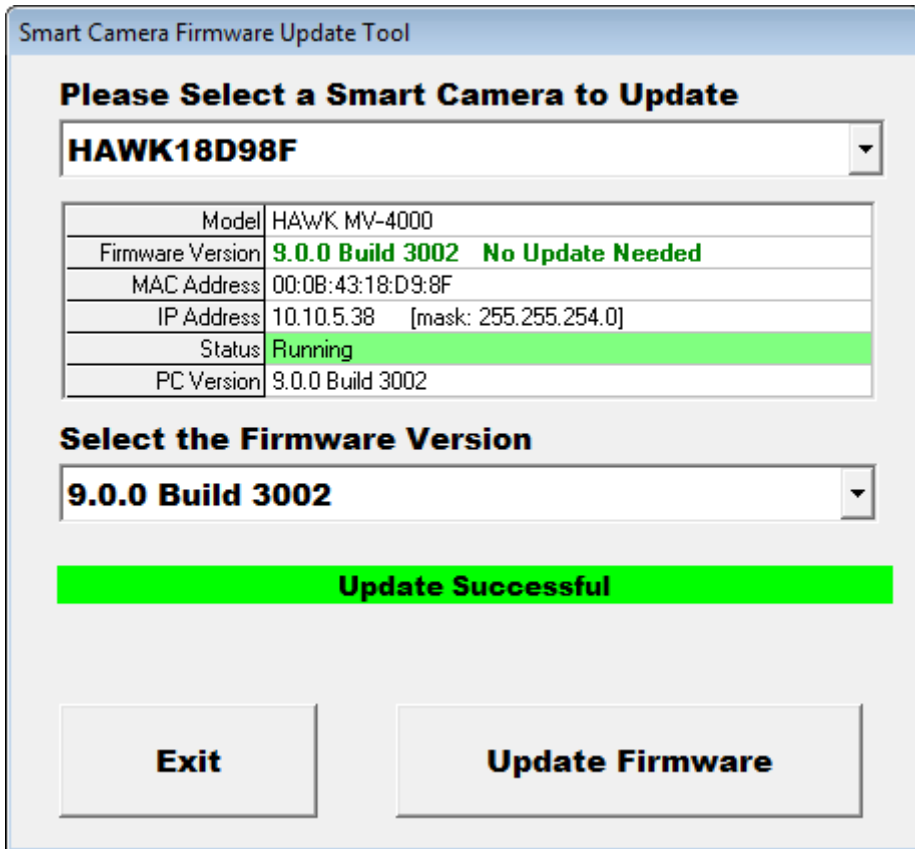 Smart Camera Firmware Update Tool
Please Select a Smart Camera to Update
HAWK18D98F
Model HAWK MV-4000
Firmware Version 9.0.0 Build 3002 No Update Needed
MAC Address 00:0B:43:18:D9:8F
IP Address 10.10.5.38 [mask: 255.255.254.0]
Status Running
PC Version 9.0.0 Build 3002
Select the Firmware Version
9.0.0 Build 3002
Update Successful
Exit Update Firmware